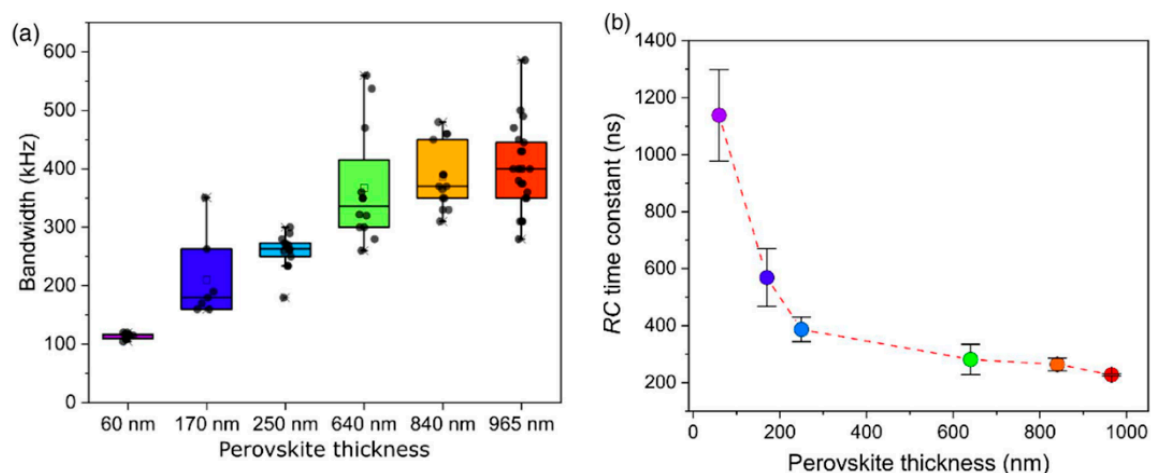 (a)
600
500
400
300
200
100
0
Bandwidth (kHz)
60 nm 170 nm 250 nm 640 nm 840 nm 965 nm
Perovskite thickness
(b)
1400
1200
1000
800
600
400
200
RC time constant (ns)
0 200 400 600 800 1000
Perovskite thickness (nm)